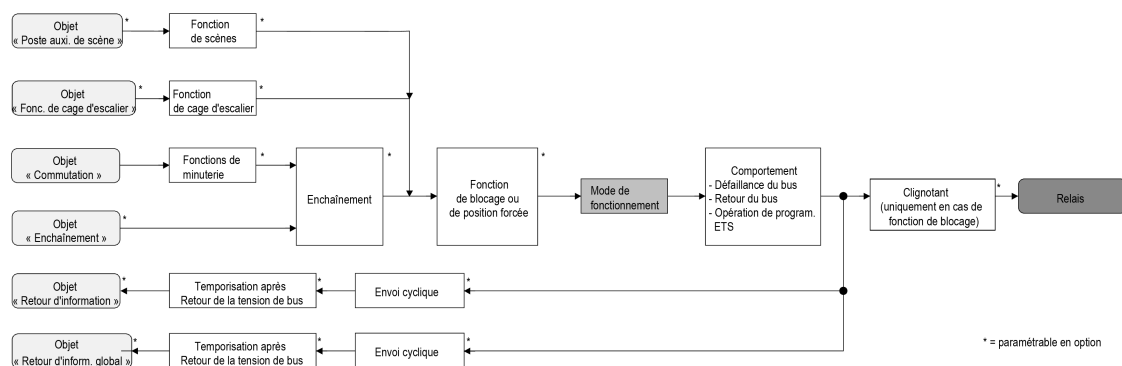 Objet
« Poste auxi. de scène »
*
Fonction
de scènes
*
Objet
« Fonc. de cage d'escalier »
*
Fonction
de cage d'escalier
*
Objet
« Commutation »
Fonctions de
minuterie
*
Objet
« Enchaînement »
*
Enchaînement
*
Fonction
de blocage ou
de position forcée
*
Mode de
fonctionnement
Comportement
- Défaillance du bus
- Retour du bus
- Opération de program.
ETS
Clignotant
(uniquement en cas de
fonction de blocage)
*
Relais
Objet
« Retour d'information »
*
Temporisation après
Retour de la tension de bus
*
Envoi cyclique
*
Objet
« Retour d'inform. global »
*
Temporisation après
Retour de la tension de bus
*
Envoi cyclique
*
* = paramétrable en option